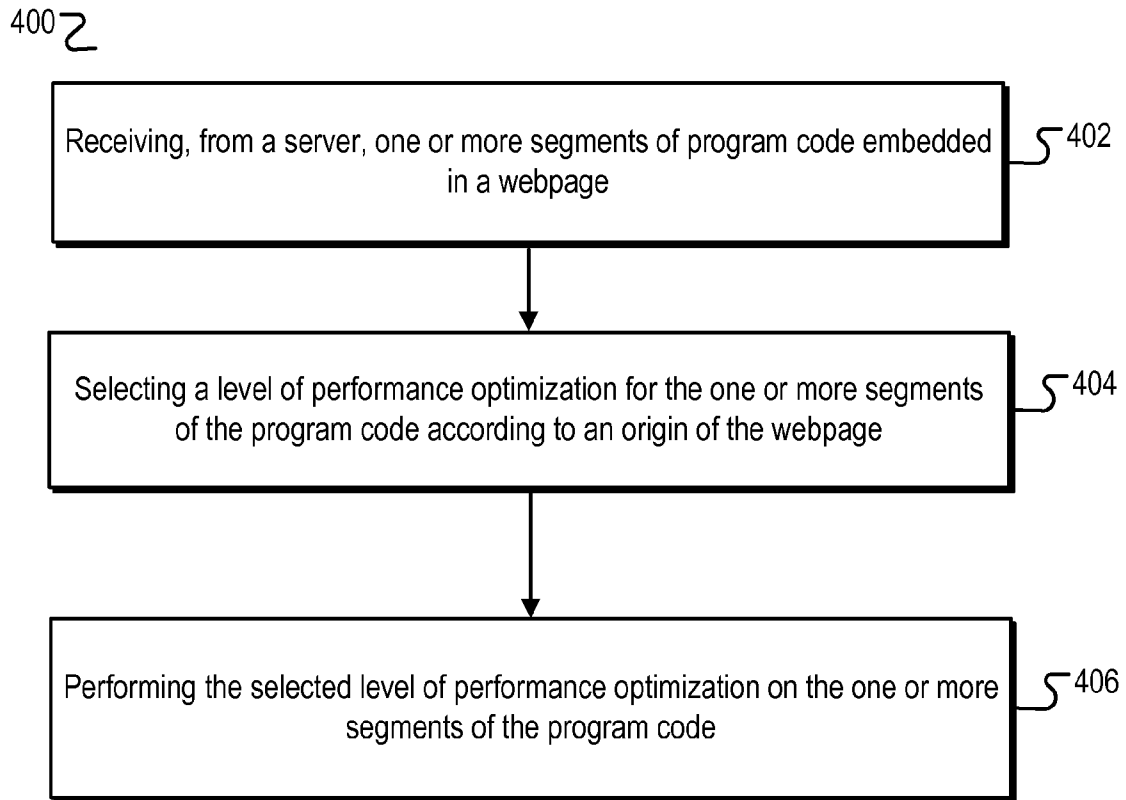 400
Receiving, from a server, one or more segments of program code embedded
in a webpage
402
Selecting a level of performance optimization for the one or more segments
of the program code according to an origin of the webpage
404
Performing the selected level of performance optimization on the one or more
segments of the program code
406